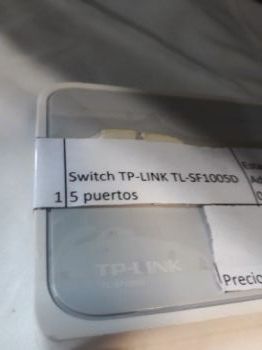 Switch TP-LINK TL-SF1005D
1 5 puertos
TP-LINK
Precio